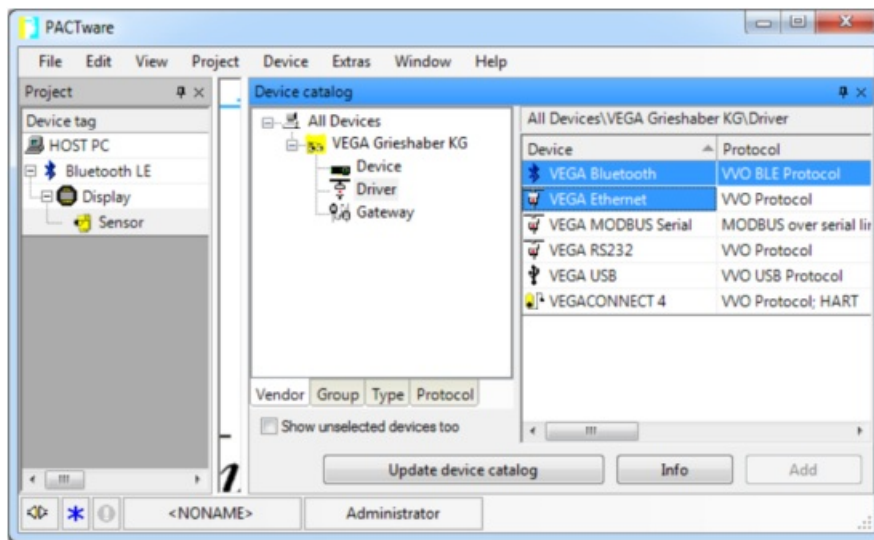 PACTware
File Edit View Project Device Extras Window Help
Project
Device tag
HOST PC
Bluetooth LE
Display
Sensor
Device catalog
All Devices
VEGA Grieshaber KG
Device
Driver
Gateway
Vendor Group Type Protocol
Show unselected devices too
All Devices\VEGA Grieshaber KG\Driver
Device Protocol
VEGA Bluetooth VVO BLE Protocol
VEGA Ethernet VVO Protocol
VEGA MODBUS Serial MODBUS over serial lin
VEGA RS232 VVO Protocol
VEGA USB VVO USB Protocol
VEGACONNECT 4 VVO Protocol; HART
Update device catalog Info Add
<NONAME> Administrator